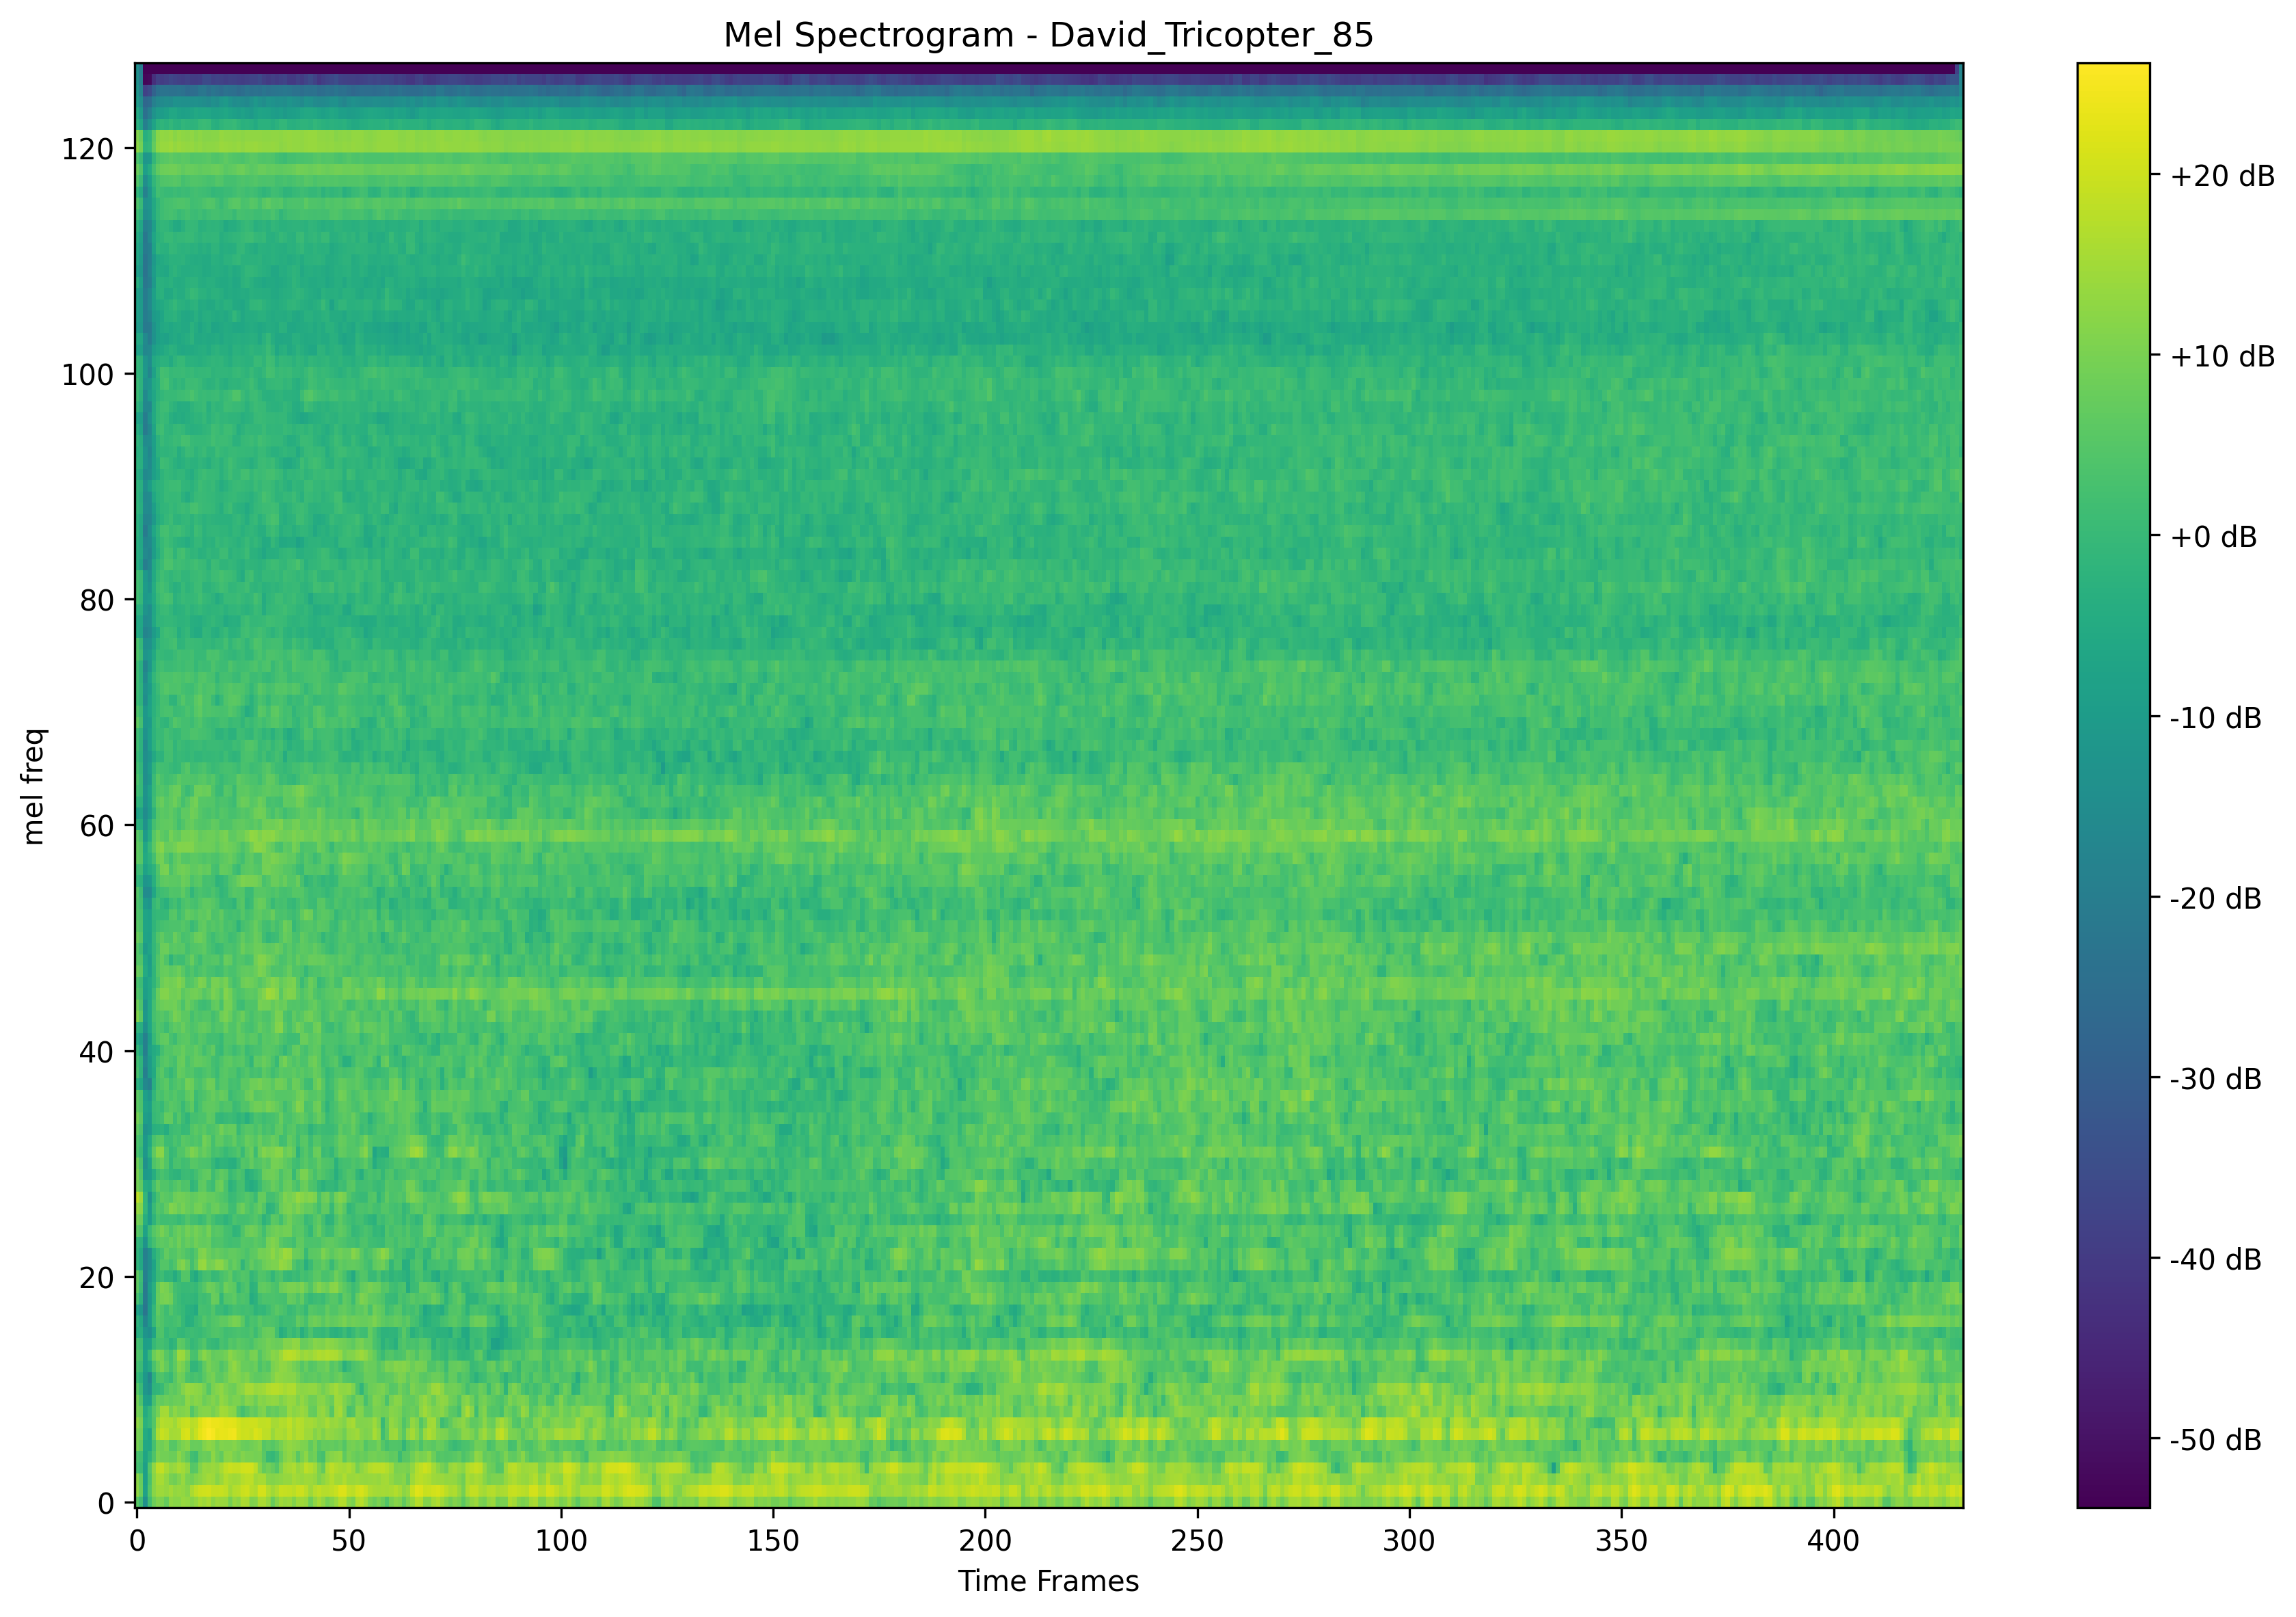 Mel Spectrogram - David_Tricopter_85
mel freq
120
100
80
60
40
20
0
0 50 100 150 200 250 300 350 400
Time Frames
+20 dB
+10 dB
+0 dB
-10 dB
-20 dB
-30 dB
-40 dB
-50 dB